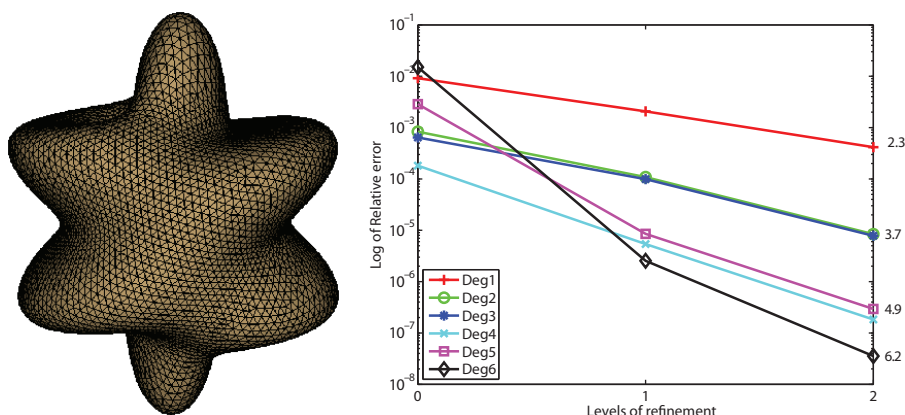 10−1
10−2
10−3
10−4
10−5
10−6
10−7
10−8
Log of Relative error
Deg1
Deg2
Deg3
Deg4
Deg5
Deg6
2.3
3.7
4.9
6.2
0
1
2
Levels of refinement